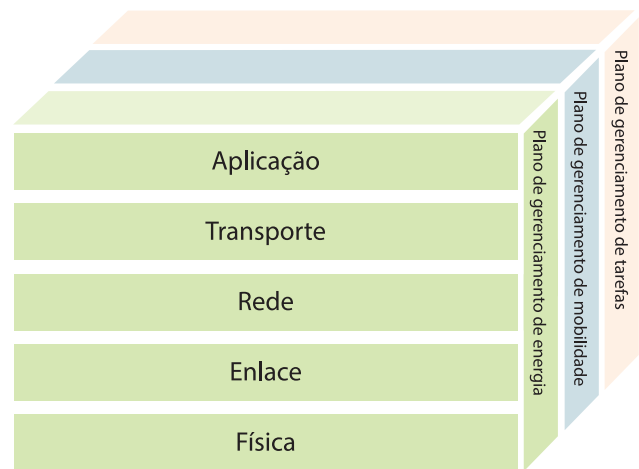 Aplicação
Transporte
Rede
Enlace
Física
Plano de gerenciamento de energia
Plano de gerenciamento de mobilidade
Plano de gerenciamento de tarefas